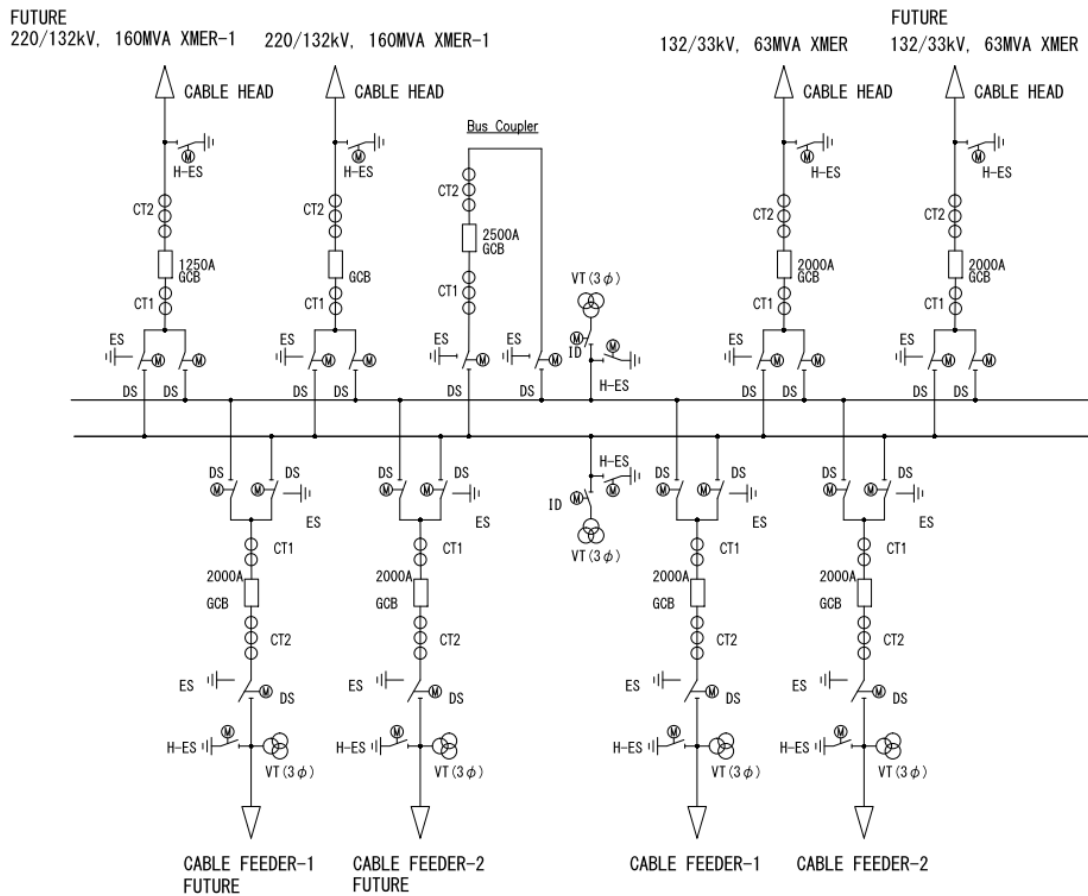 FUTURE
220/132kV, 160MVA XMER-1
220/132kV, 160MVA XMER-1
132/33kV, 63MVA XMER
FUTURE
132/33kV, 63MVA XMER
CABLE HEAD
CABLE HEAD
CABLE HEAD
CABLE HEAD
Bus Coupler
M
H-ES
M
H-ES
M
H-ES
M
H-ES
CT2
CT2
CT2
CT2
CT2
1250A
GCB
GCB
2500A
GCB
2000A
GCB
2000A
GCB
CT1
CT1
CT1
CT1
CT1
VT(3φ)
ES
M
M
ES
M
M
ES
M
ES
M
M
ID
M
H-ES
ES
M
M
ES
M
M
DS
DS
DS
DS
DS
DS
DS
DS
DS
DS
DS
DS
M
M
ES
DS
DS
M
M
ES
H-ES
M
M
ID
VT(3φ)
DS
DS
M
M
ES
DS
DS
M
M
ES
CT1
CT1
CT1
CT1
2000A
GCB
2000A
GCB
2000A
GCB
2000A
GCB
CT2
CT2
CT2
CT2
ES
M
DS
ES
M
DS
ES
M
DS
ES
M
DS
M
H-ES
VT(3φ)
M
H-ES
VT(3φ)
M
H-ES
VT(3φ)
M
H-ES
VT(3φ)
CABLE FEEDER-1
FUTURE
CABLE FEEDER-2
FUTURE
CABLE FEEDER-1
CABLE FEEDER-2